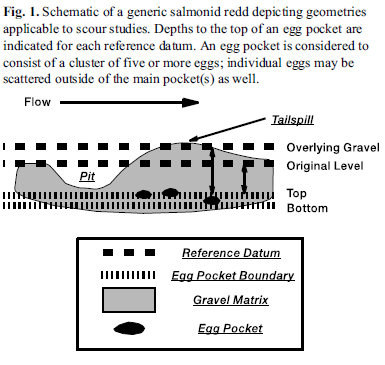 Fig. 1. Schematic of a generic salmonid redd depicting geometries
applicable to scour studies. Depths to the top of an egg pocket are
indicated for each reference datum. An egg pocket is considered to
consist of a cluster of five or more eggs; individual eggs may be
scattered outside of the main pocket(s) as well.
Flow
Tailspill
Overlying Gravel
Original Level
Pit
Top
Bottom
Reference Datum
Egg Pocket Boundary
Gravel Matrix
Egg Pocket